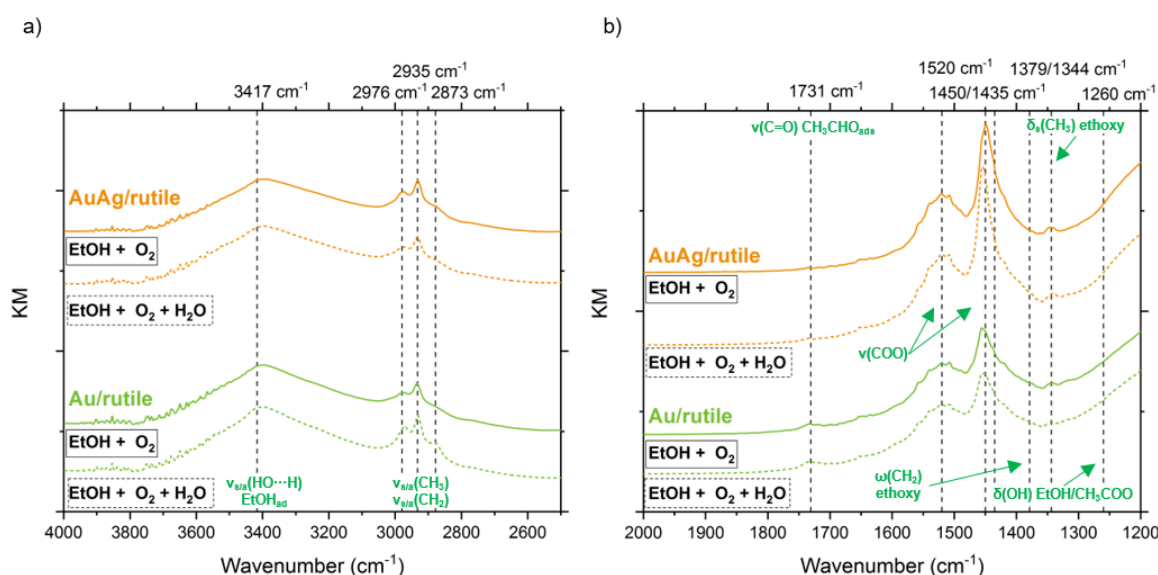 a)
2935 cm-1
3417 cm-1
2976 cm-1
2873 cm-1
AuAg/rutile
EtOH + O2
EtOH + O2 + H2O
Au/rutile
EtOH + O2
EtOH + O2 + H2O
νs/a(HO···H)
EtOHad
νs/a(CH3)
νs/a(CH2)
KM
4000 3800 3600 3400 3200 3000 2800 2600
Wavenumber (cm-1)
b)
1520 cm-1
1379/1344 cm-1
1731 cm-1
1450/1435 cm-1
1260 cm-1
ν(C=O) CH3CHOads
δs(CH3) ethoxy
AuAg/rutile
EtOH + O2
EtOH + O2 + H2O
ν(COO)
Au/rutile
EtOH + O2
EtOH + O2 + H2O
ω(CH2)
ethoxy
δ(OH) EtOH/CH3COO
KM
2000 1900 1800 1700 1600 1500 1400 1300 1200
Wavenumber (cm-1)